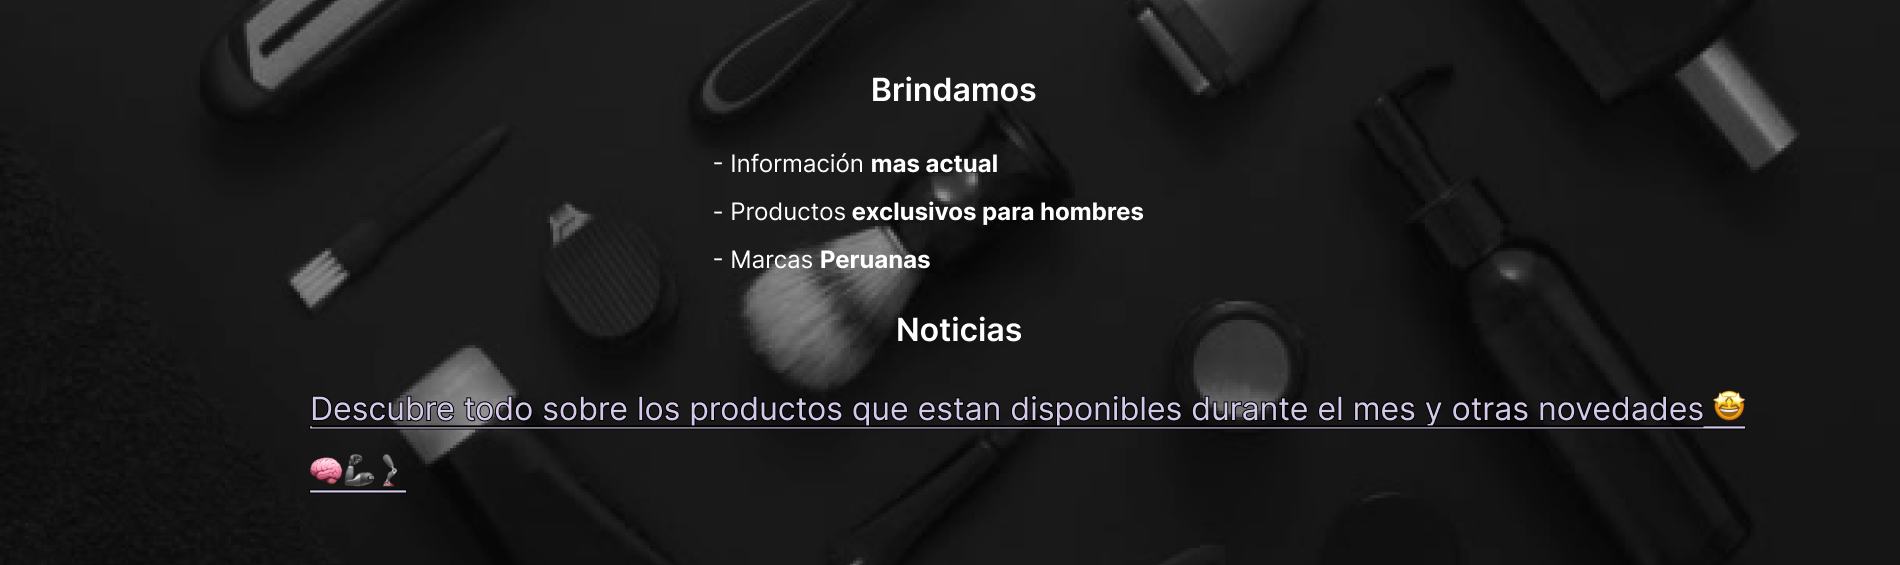 Brindamos
- Información mas actual
- Productos exclusivos para hombres
- Marcas Peruanas
Noticias
Descubre todo sobre los productos que estan disponibles durante el mes y otras novedades 🤩
🧠🦾🦿